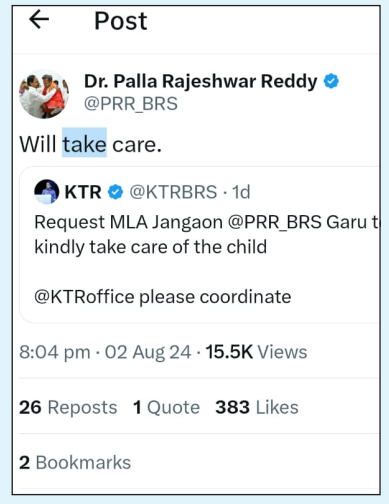 Post
Dr. Palla Rajeshwar Reddy
@PRR_BRS
Will take care.
KTR @KTRBRS · 1d
Request MLA Jangaon @PRR_BRS Garu
kindly take care of the child
@KTRoffice please coordinate
8:04 pm · 02 Aug 24 · 15.5K Views
26 Reposts 1 Quote 383 Likes
2 Bookmarks